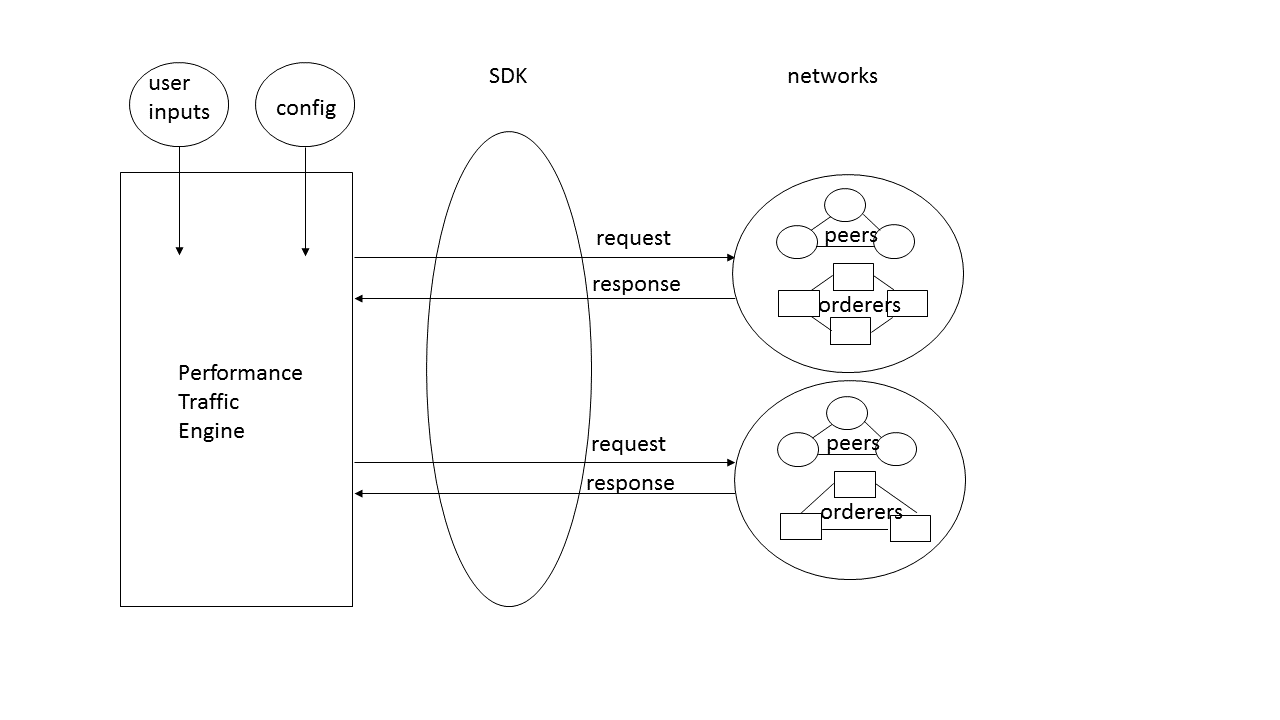 user
inputs
config
SDK
networks
request
response
peers
orderers
Performance
Traffic
Engine
request
response
peers
orderers